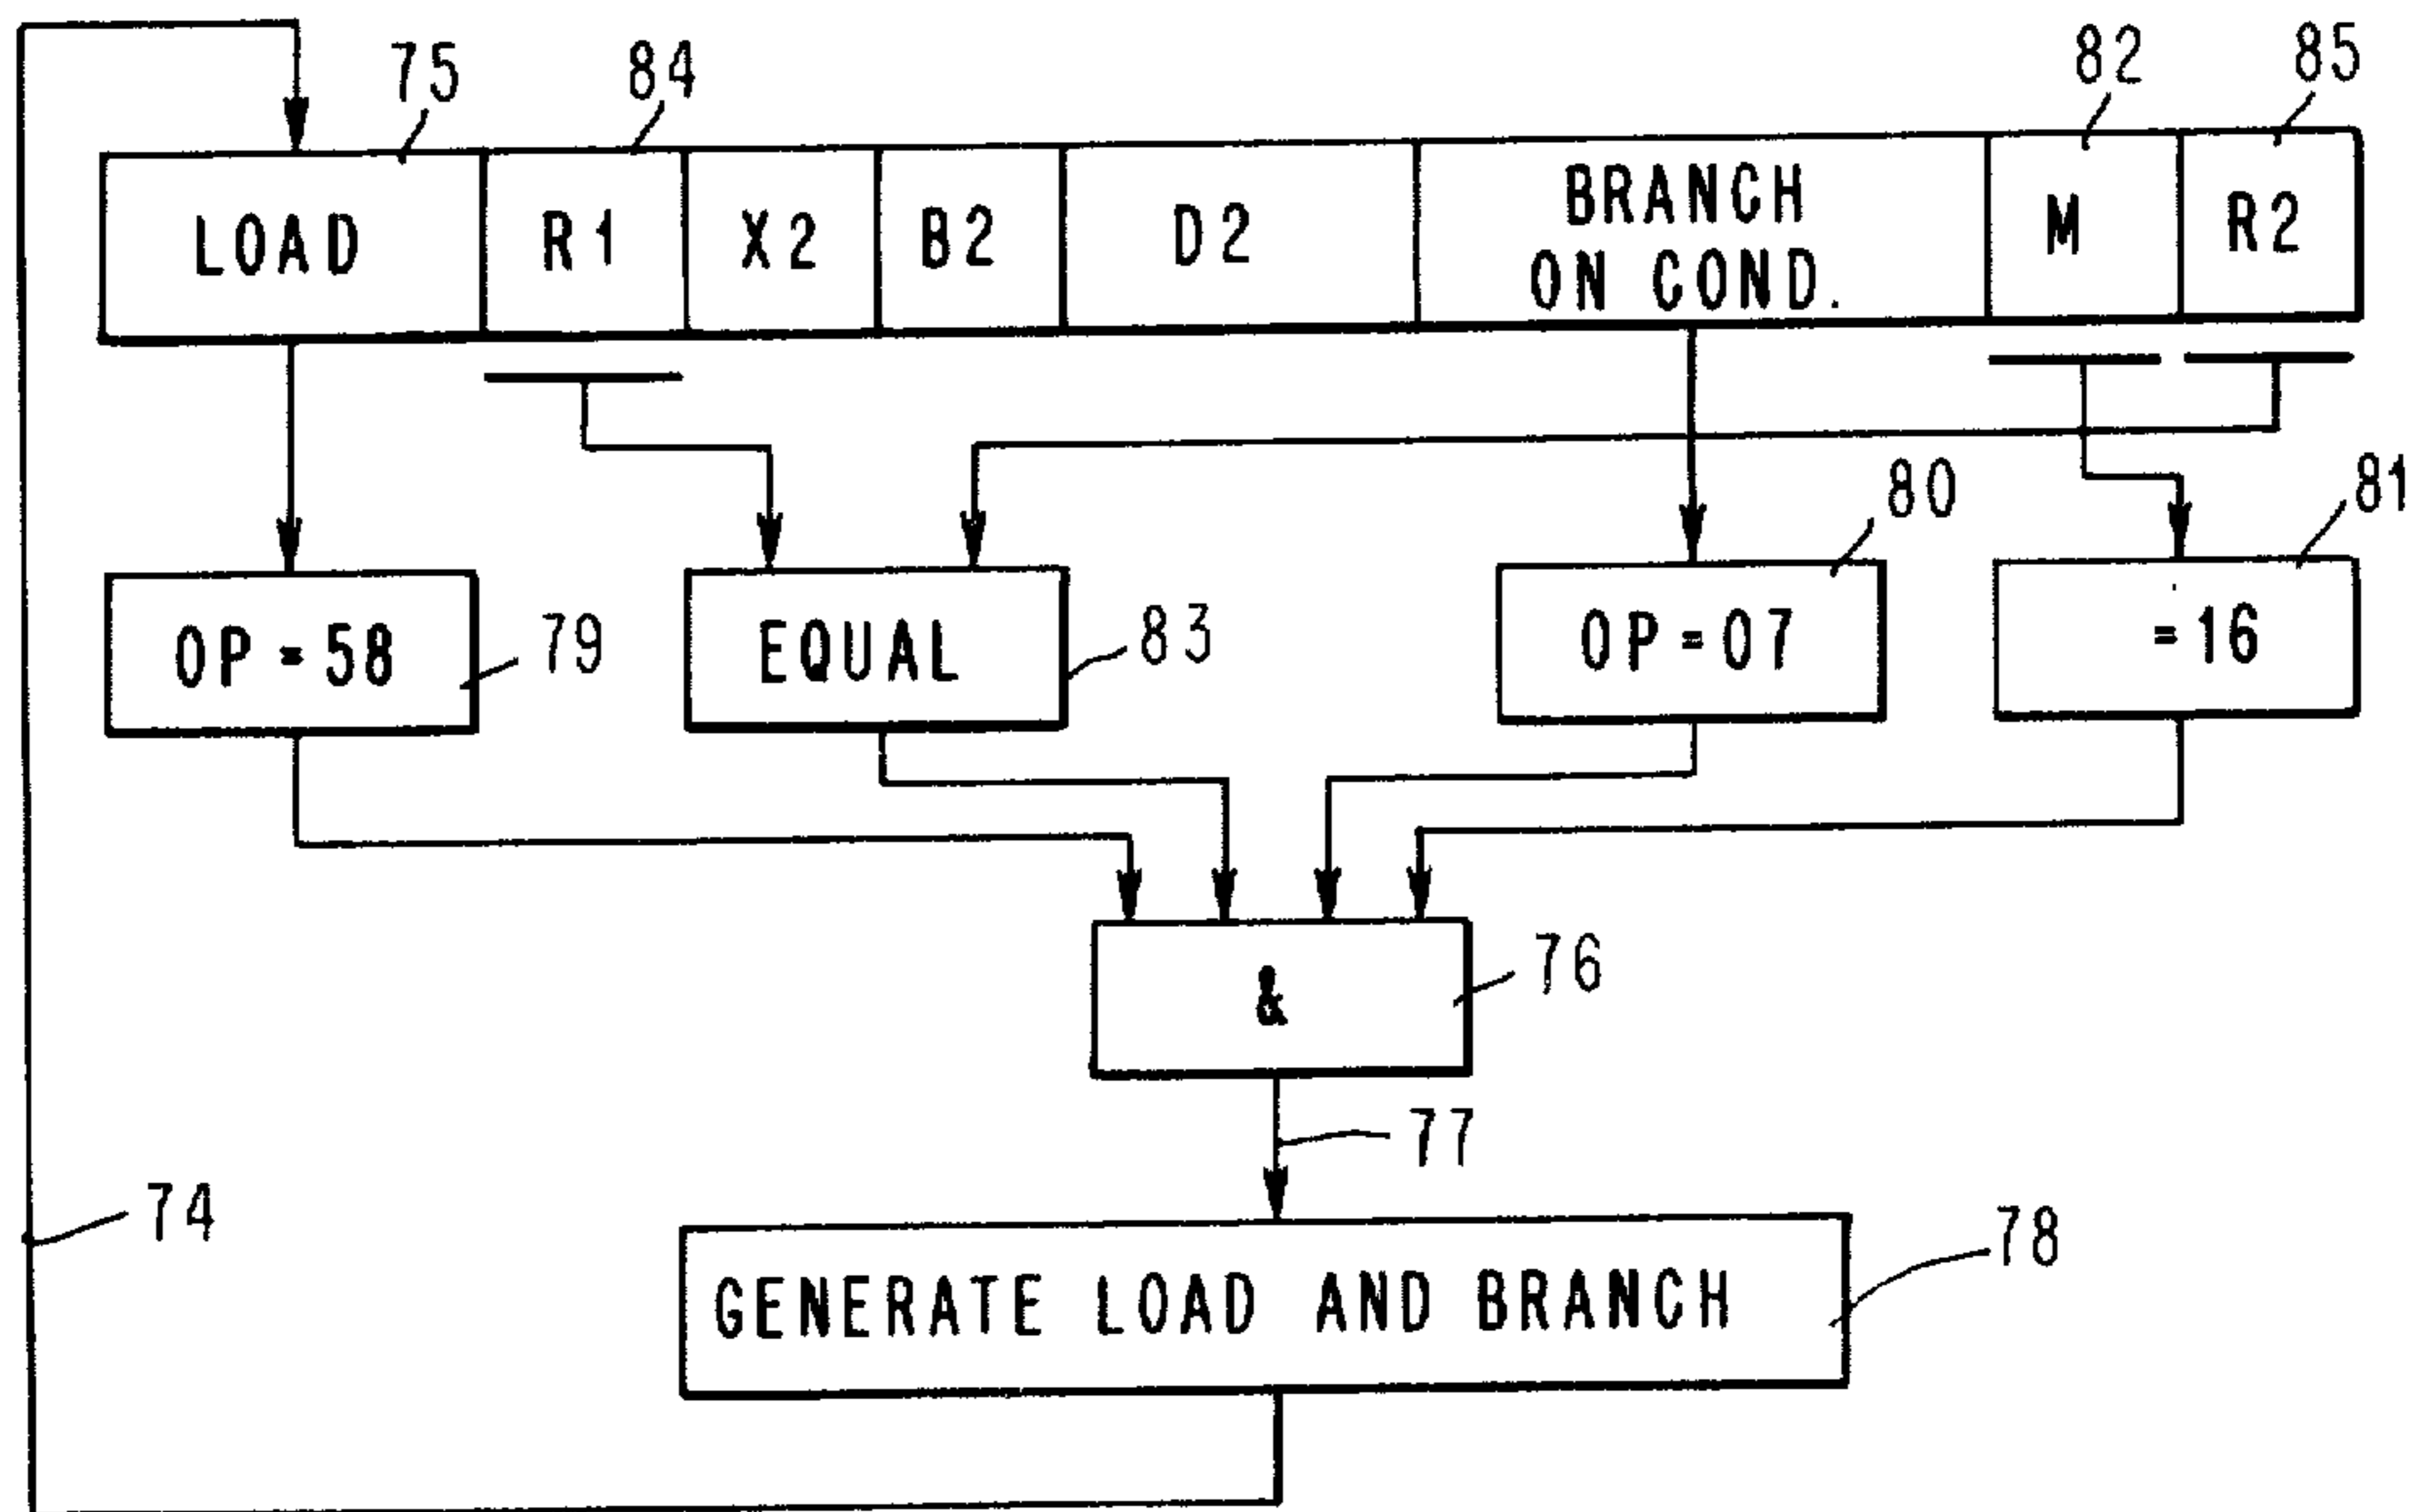 75 84 82 85
LOAD R1 X2 B2 D2 BRANCH ON COND. M R2
80 81
OP=58 79 EQUAL 83 OP=07 =16
& 76
77
74
GENERATE LOAD AND BRANCH 78